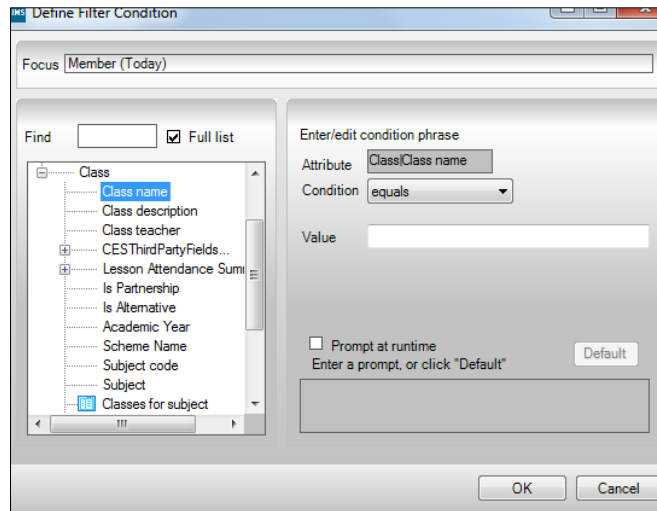 IMS Define Filter Condition
Focus Member (Today)
Find Full list
Class
Class name
Class description
Class teacher
CESThirdPartyFields...
Lesson Attendance Sum
Is Partnership
Is Alternative
Academic Year
Scheme Name
Subject code
Subject
Classes for subject
Enter/edit condition phrase
Attribute Class|Class name
Condition equals
Value
Prompt at runtime
Enter a prompt, or click "Default"
Default
OK Cancel